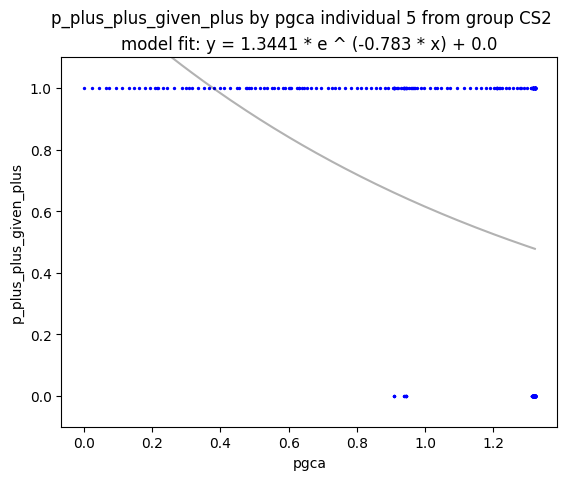 p_plus_plus_given_plus by pgca individual 5 from group CS2
model fit: y = 1.3441 * e ^ (-0.783 * x) + 0.0
1.0
0.8
0.6
0.4
0.2
0.0
p_plus_plus_given_plus
0.0 0.2 0.4 0.6 0.8 1.0 1.2
pgca